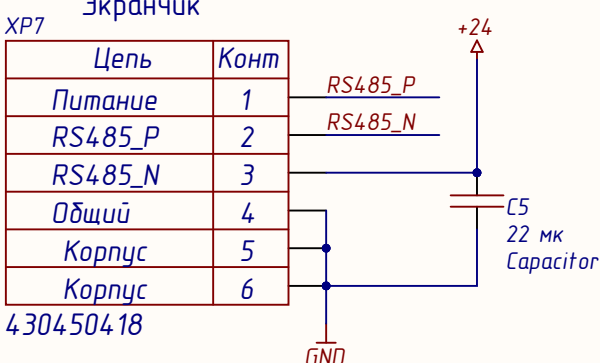 Экранчик
XP7
+24
Цепь Конт
Питание 1 RS485_P
RS485_P 2 RS485_N
RS485_N 3
Общий 4
Корпус 5
Корпус 6
C5
22 мк
Capacitor
430450418
GND